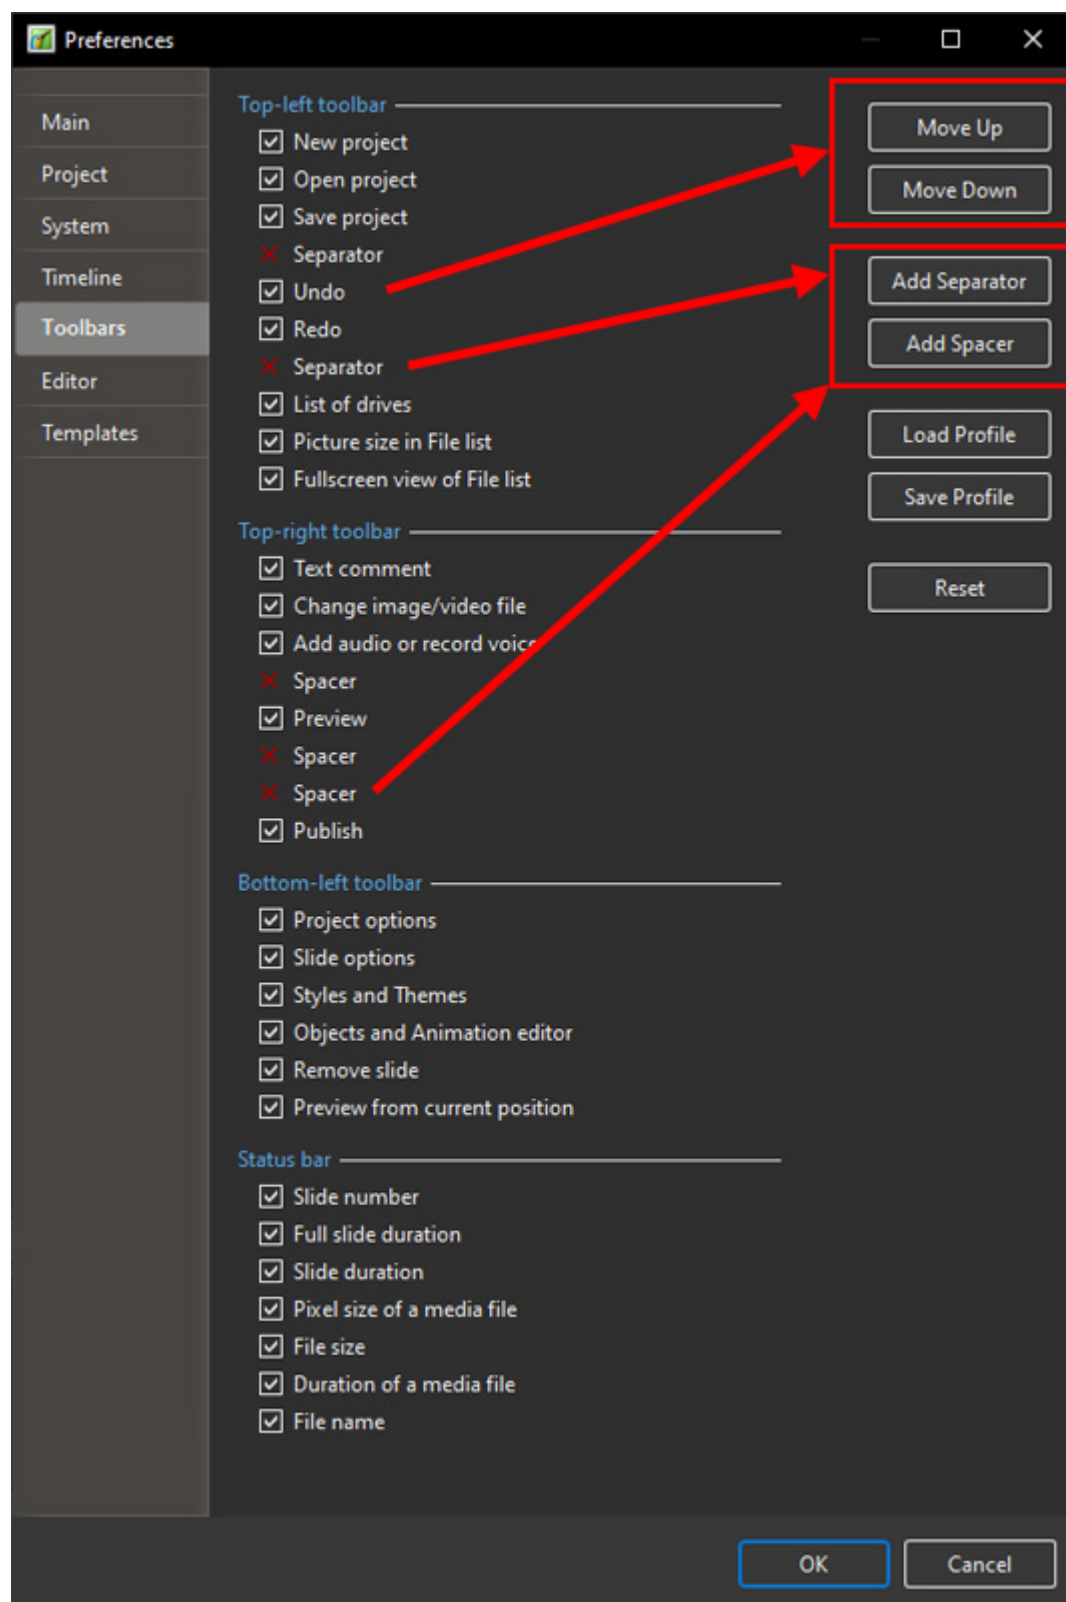 Preferences
Main
Project
System
Timeline
Toolbars
Editor
Templates
Top-left toolbar
New project
Open project
Save project
Separator
Undo
Redo
Separator
List of drives
Picture size in File list
Fullscreen view of File list
Top-right toolbar
Text comment
Change image/video file
Add audio or record voice
Spacer
Preview
Spacer
Spacer
Publish
Bottom-left toolbar
Project options
Slide options
Styles and Themes
Objects and Animation editor
Remove slide
Preview from current position
Status bar
Slide number
Full slide duration
Slide duration
Pixel size of a media file
File size
Duration of a media file
File name
Move Up
Move Down
Add Separator
Add Spacer
Load Profile
Save Profile
Reset
OK
Cancel